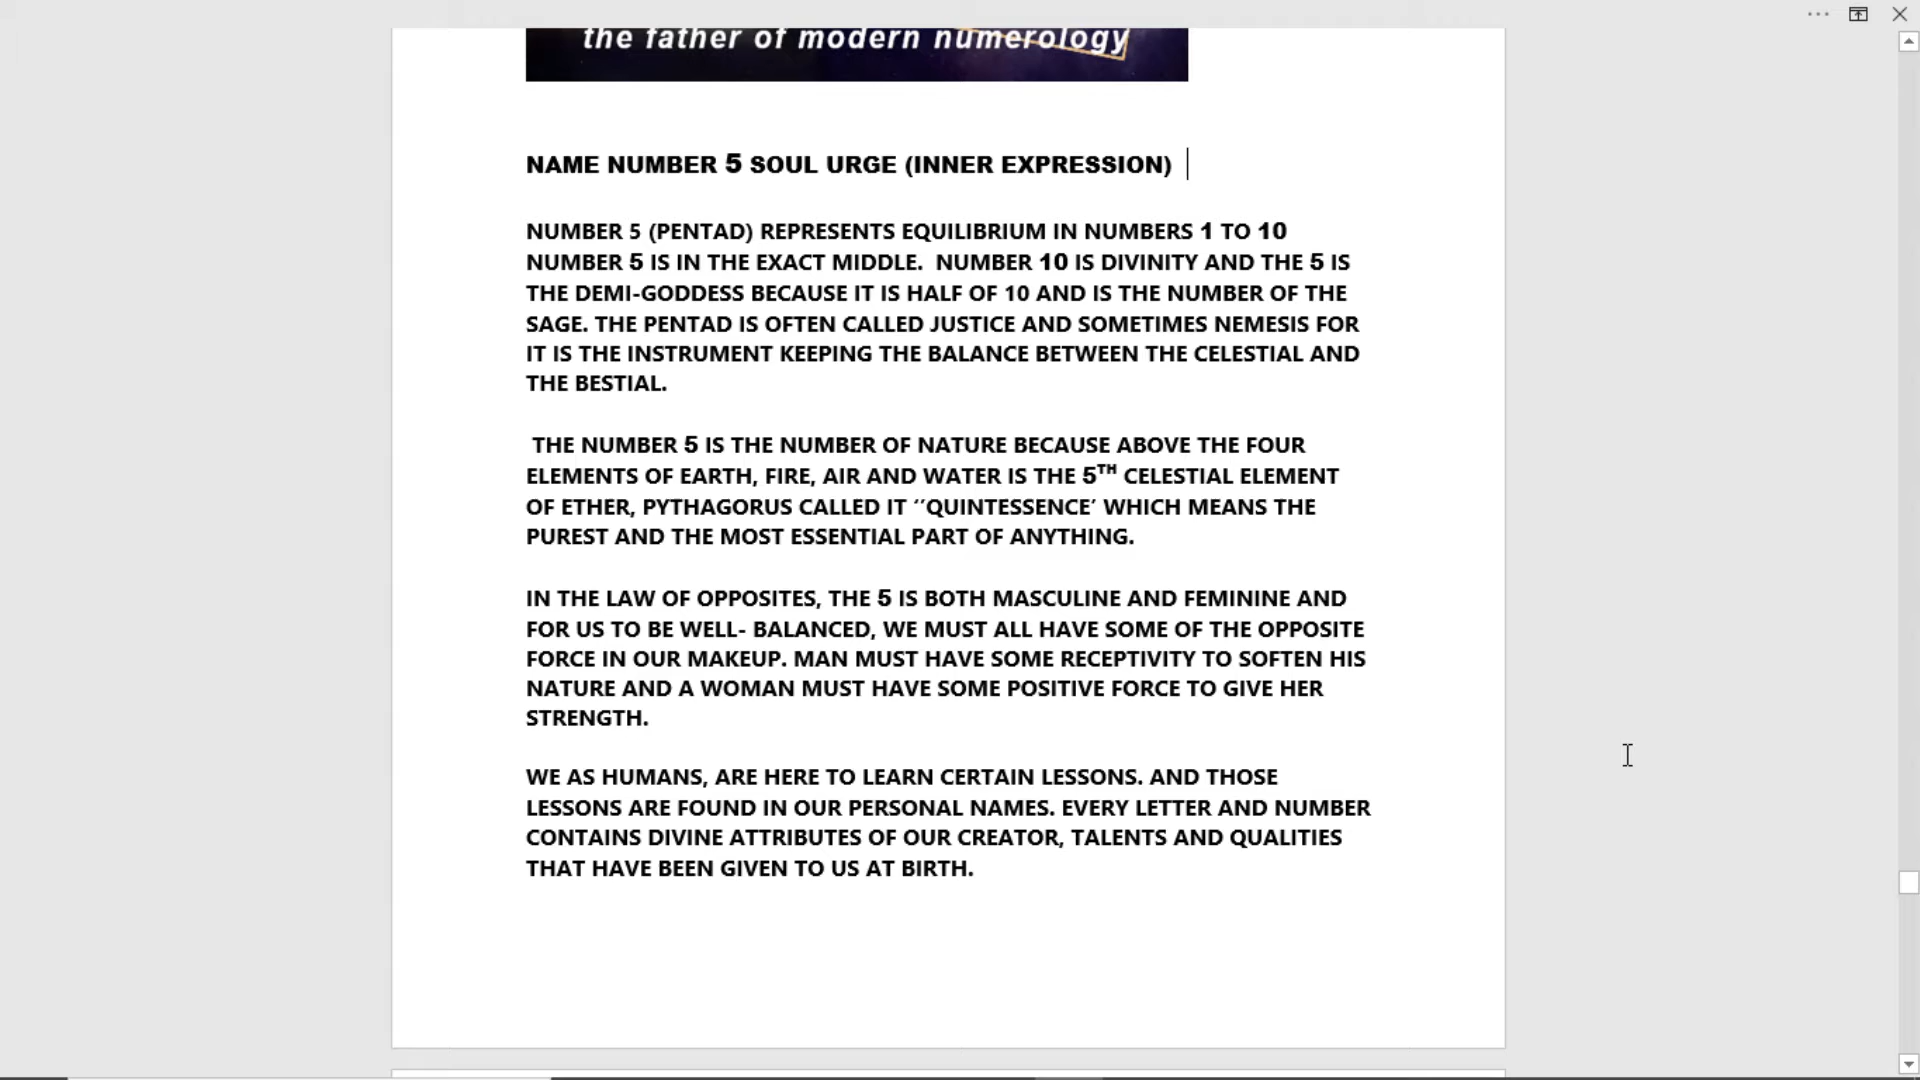 the father of modern numerology
NAME NUMBER 5 SOUL URGE (INNER EXPRESSION)
NUMBER 5 (PENTAD) REPRESENTS EQUILIBRIUM IN NUMBERS 1 TO 10
NUMBER 5 IS IN THE EXACT MIDDLE.  NUMBER 10 IS DIVINITY AND THE 5 IS
THE DEMI-GODDESS BECAUSE IT IS HALF OF 10 AND IS THE NUMBER OF THE
SAGE. THE PENTAD IS OFTEN CALLED JUSTICE AND SOMETIMES NEMESIS FOR
IT IS THE INSTRUMENT KEEPING THE BALANCE BETWEEN THE CELESTIAL AND
THE BESTIAL.
THE NUMBER 5 IS THE NUMBER OF NATURE BECAUSE ABOVE THE FOUR
ELEMENTS OF EARTH, FIRE, AIR AND WATER IS THE 5TH CELESTIAL ELEMENT
OF ETHER, PYTHAGORUS CALLED IT ‘’QUINTESSENCE’ WHICH MEANS THE
PUREST AND THE MOST ESSENTIAL PART OF ANYTHING.
IN THE LAW OF OPPOSITES, THE 5 IS BOTH MASCULINE AND FEMININE AND
FOR US TO BE WELL- BALANCED, WE MUST ALL HAVE SOME OF THE OPPOSITE
FORCE IN OUR MAKEUP. MAN MUST HAVE SOME RECEPTIVITY TO SOFTEN HIS
NATURE AND A WOMAN MUST HAVE SOME POSITIVE FORCE TO GIVE HER
STRENGTH.
WE AS HUMANS, ARE HERE TO LEARN CERTAIN LESSONS. AND THOSE
LESSONS ARE FOUND IN OUR PERSONAL NAMES. EVERY LETTER AND NUMBER
CONTAINS DIVINE ATTRIBUTES OF OUR CREATOR, TALENTS AND QUALITIES
THAT HAVE BEEN GIVEN TO US AT BIRTH.